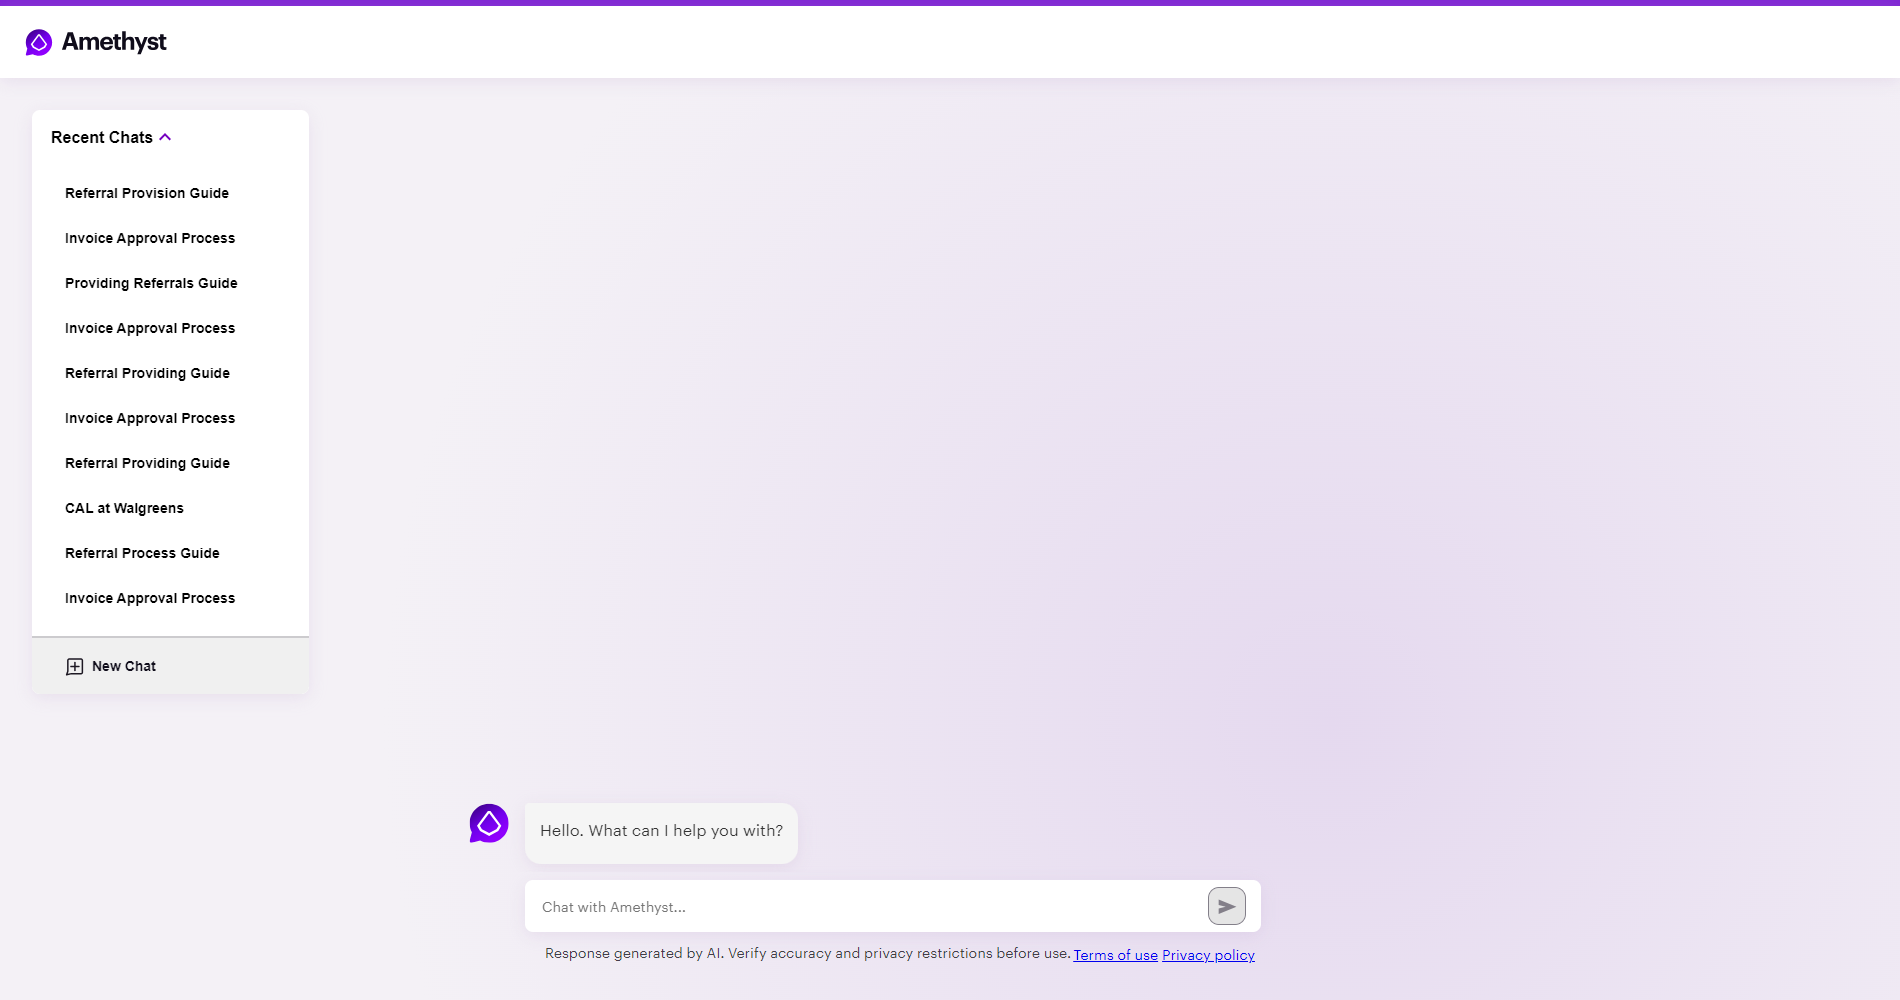 Amethyst
Recent Chats
Referral Provision Guide
Invoice Approval Process
Providing Referrals Guide
Invoice Approval Process
Referral Providing Guide
Invoice Approval Process
Referral Providing Guide
CAL at Walgreens
Referral Process Guide
Invoice Approval Process
New Chat
Hello. What can I help you with?
Chat with Amethyst...
Response generated by AI. Verify accuracy and privacy restrictions before use. Terms of use Privacy policy